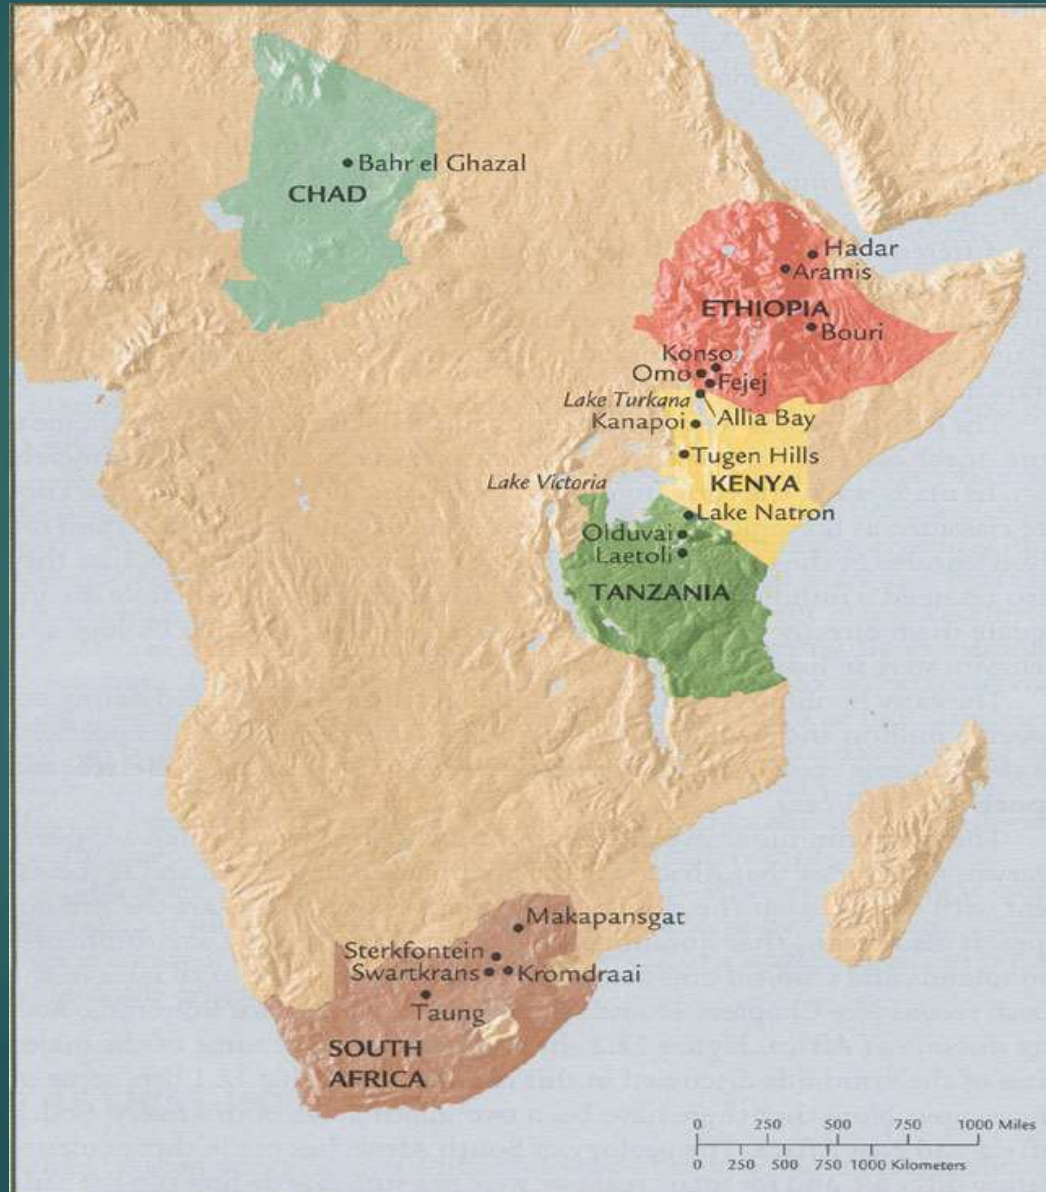 Bahr el Ghazal
CHAD
Hadar
Aramis
ETHIOPIA
Bouri
Konso
Omo
Fejej
Lake Turkana
Allia Bay
Kanapoi
Tugen Hills
Lake Victoria
KENYA
Lake Natron
Olduvai
Laetoli
TANZANIA
Makapansgat
Sterkfontein
Swartkrans
Kromdraai
Taung
SOUTH
AFRICA
0 250 500 750 1000 Miles
0 250 500 750 1000 Kilometers